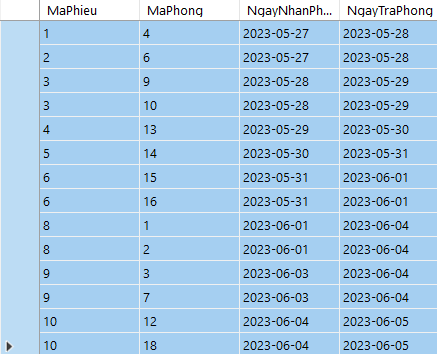 MaPhieu MaPhong NgayNhanPh... NgayTraPhong
1 4 2023-05-27 2023-05-28
2 6 2023-05-27 2023-05-28
3 9 2023-05-28 2023-05-29
3 10 2023-05-28 2023-05-29
4 13 2023-05-29 2023-05-30
5 14 2023-05-30 2023-05-31
6 15 2023-05-31 2023-06-01
6 16 2023-05-31 2023-06-01
8 1 2023-06-01 2023-06-04
8 2 2023-06-01 2023-06-04
9 3 2023-06-03 2023-06-04
9 7 2023-06-03 2023-06-04
10 12 2023-06-04 2023-06-05
10 18 2023-06-04 2023-06-05